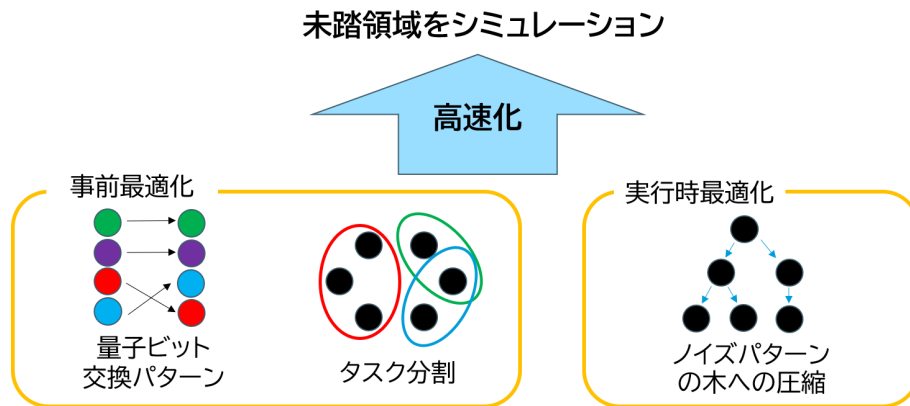 未踏領域をシミュレーション
高速化
事前最適化
量子ビット
交換パターン
タスク分割
実行時最適化
ノイズパターン
の木への圧縮